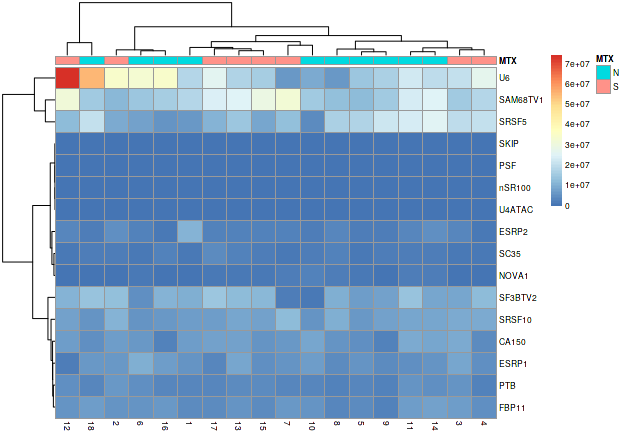 MTX
U6
SAM68TV1
SRSF5
SKIP
PSF
nSR100
U4ATAC
ESRP2
SC35
NOVA1
SF3BTV2
SRSF10
CA150
ESRP1
PTB
FBP11
12 18 2 6 16 1 17 13 15 7 10 8 5 9 11 14 3 4
7e+07
6e+07
5e+07
4e+07
3e+07
2e+07
1e+07
0
MTX
N
S